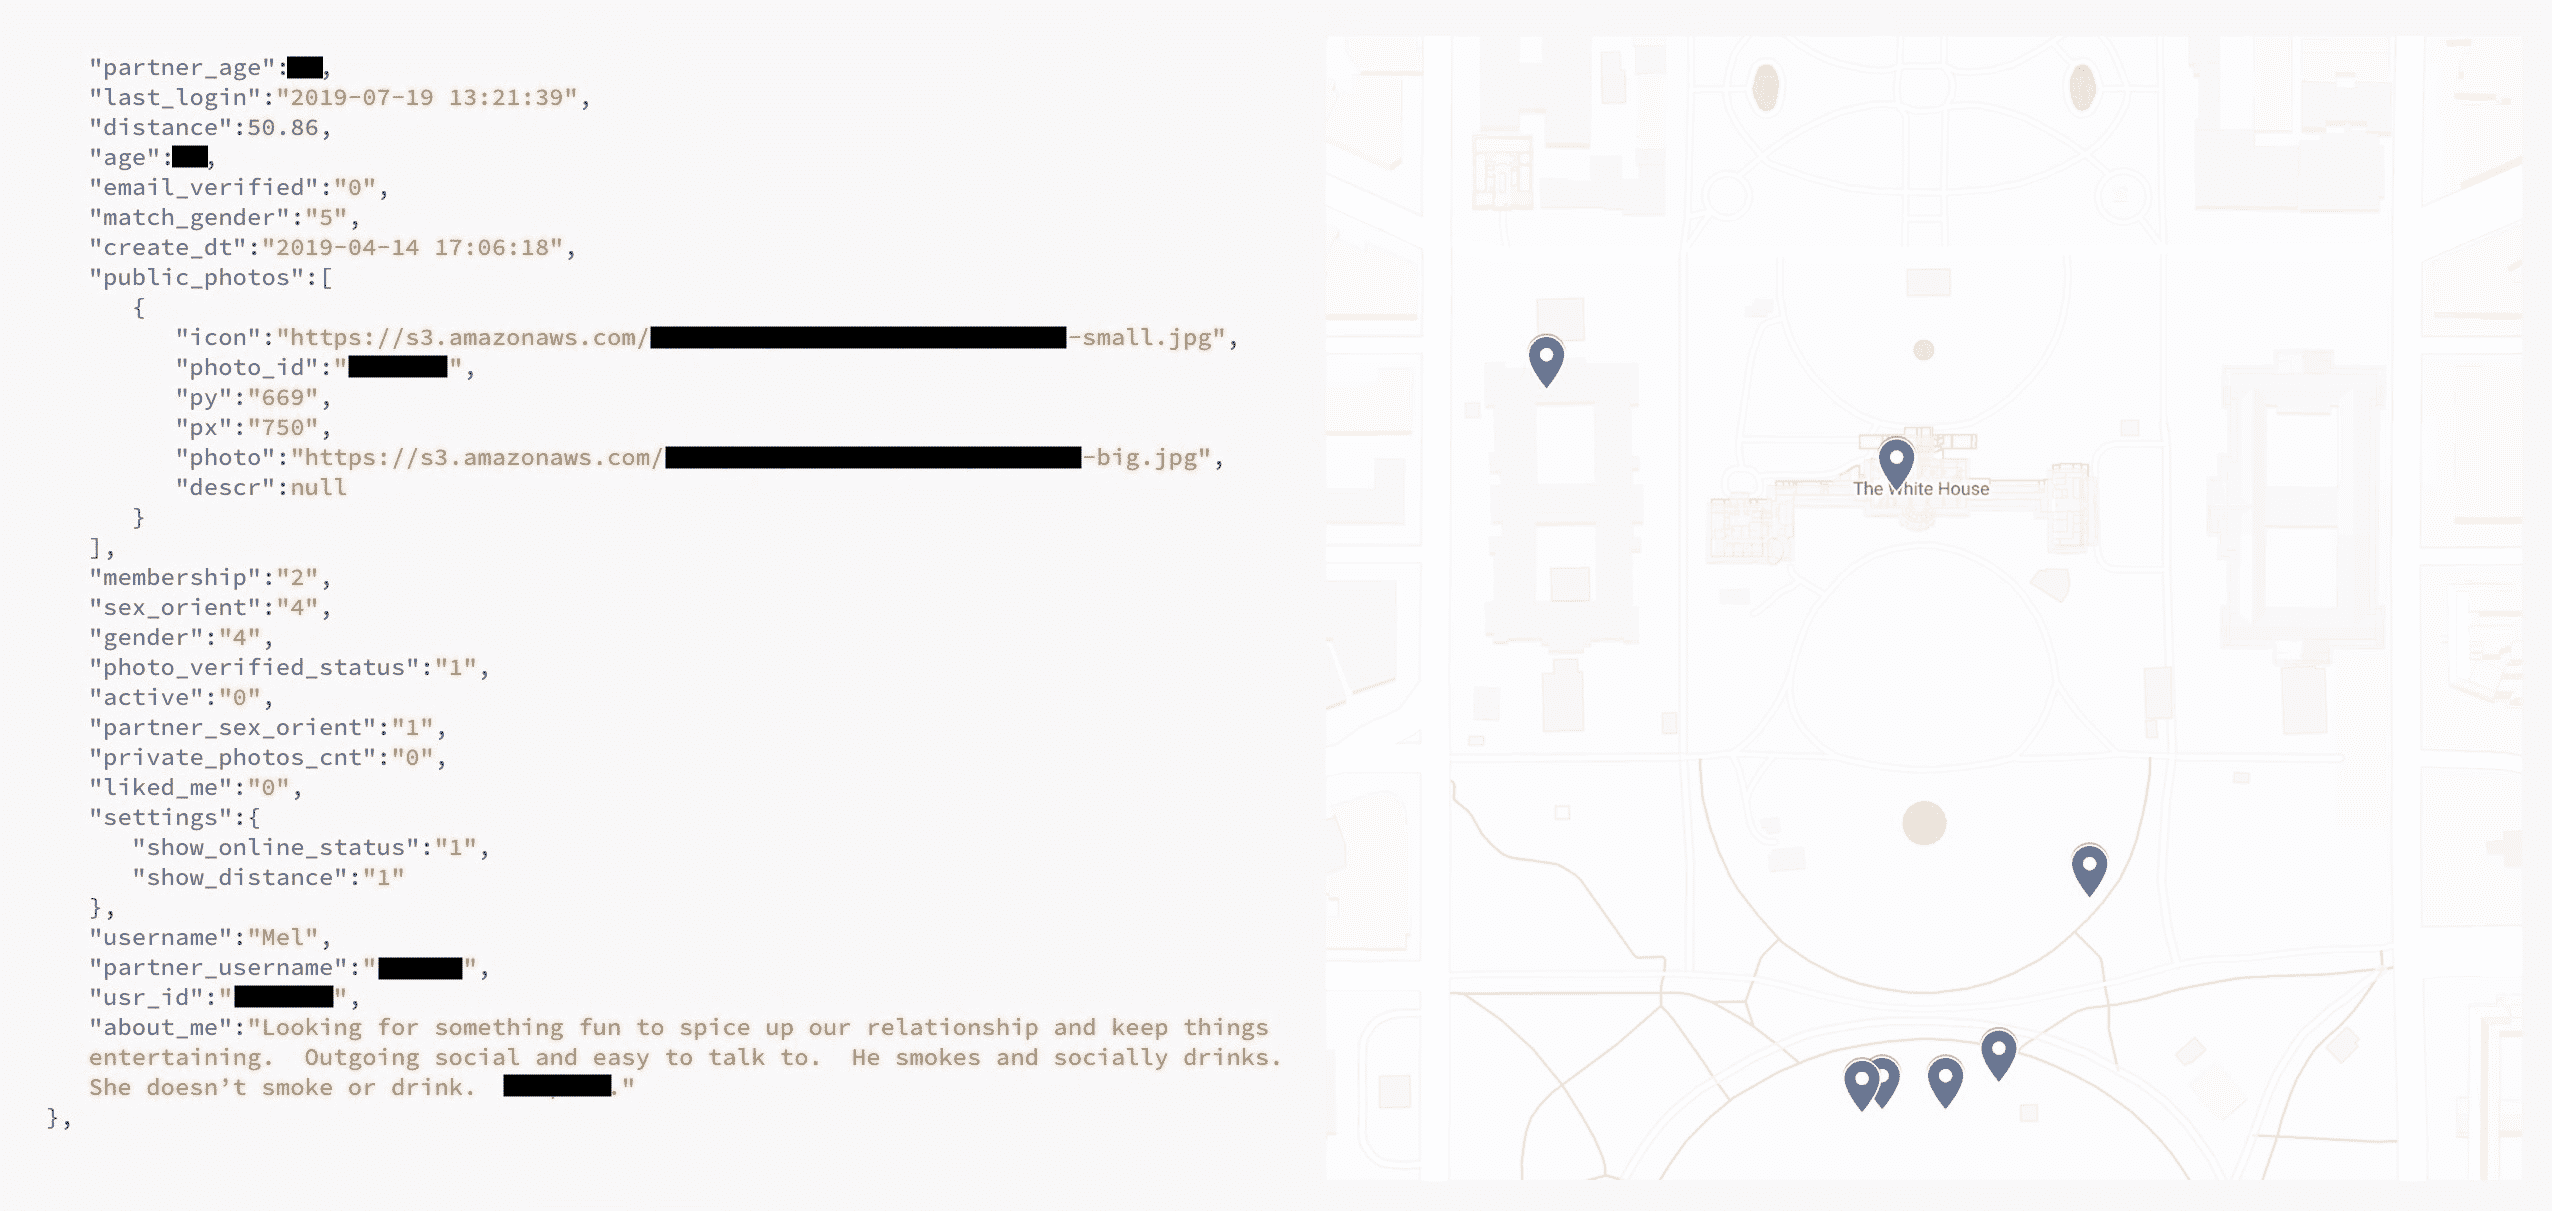 "partner_age":,
"last_login":"2019-07-19 13:21:39",
"distance":50.86,
"age":,
"email_verified":"0",
"match_gender":"5",
"create_dt":"2019-04-14 17:06:18",
"public_photos":[
{
"icon":"https://s3.amazonaws.com/-small.jpg",
"photo_id":"",
"py":"669",
"px":"750",
"photo":"https://s3.amazonaws.com/-big.jpg",
"descr":null
}
],
"membership":"2",
"sex_orient":"4",
"gender":"4",
"photo_verified_status":"1",
"active":"0",
"partner_sex_orient":"1",
"private_photos_cnt":"0",
"liked_me":"0",
"settings":{
"show_online_status":"1",
"show_distance":"1"
},
"username":"Mel",
"partner_username":"",
"usr_id":"",
"about_me":"Looking for something fun to spice up our relationship and keep things
entertaining.  Outgoing social and easy to talk to.  He smokes and socially drinks.
She doesn’t smoke or drink.  ."
},
The White House